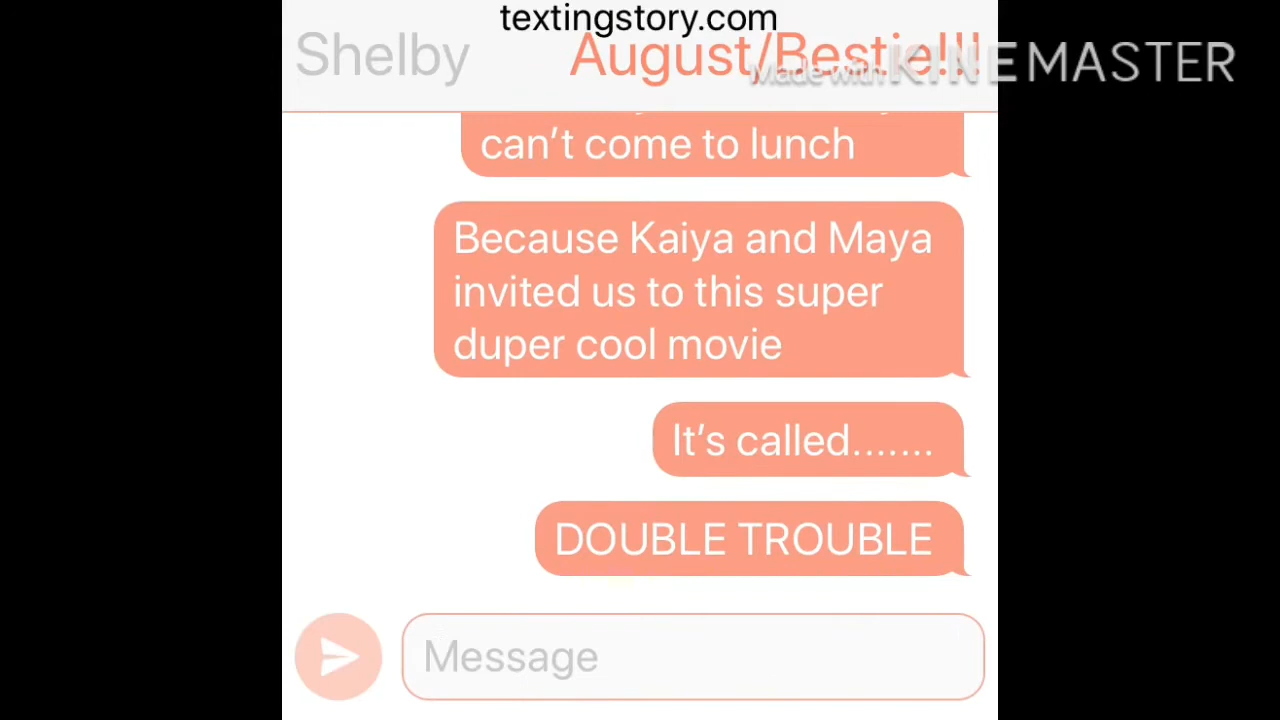 textingstory.com
Shelby August/Bestie!!!
Made with KINEMASTER
can’t come to lunch
Because Kaiya and Maya
invited us to this super
duper cool movie
It’s called.......
DOUBLE TROUBLE
Message